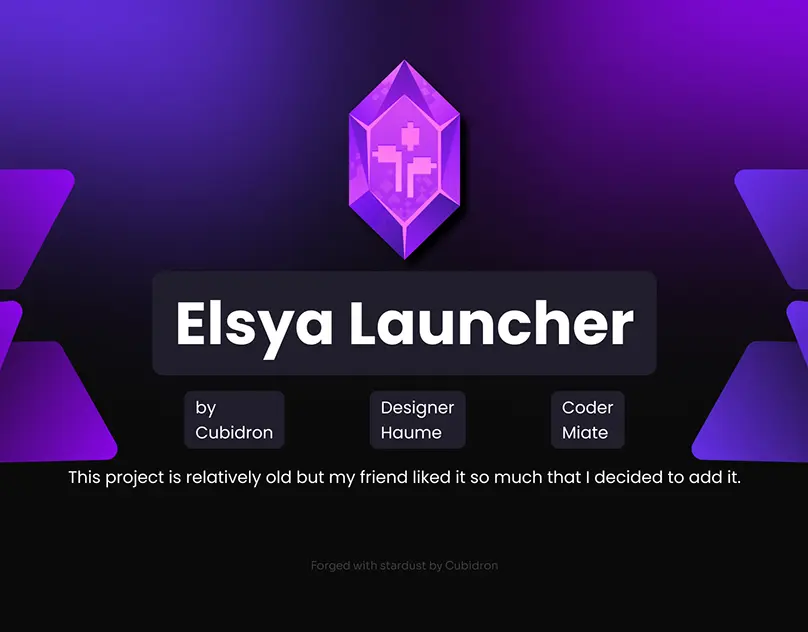 Elsya Launcher
by
Cubidron
Designer
Haume
Coder
Miate
This project is relatively old but my friend liked it so much that I decided to add it.
Forged with stardust by Cubidron